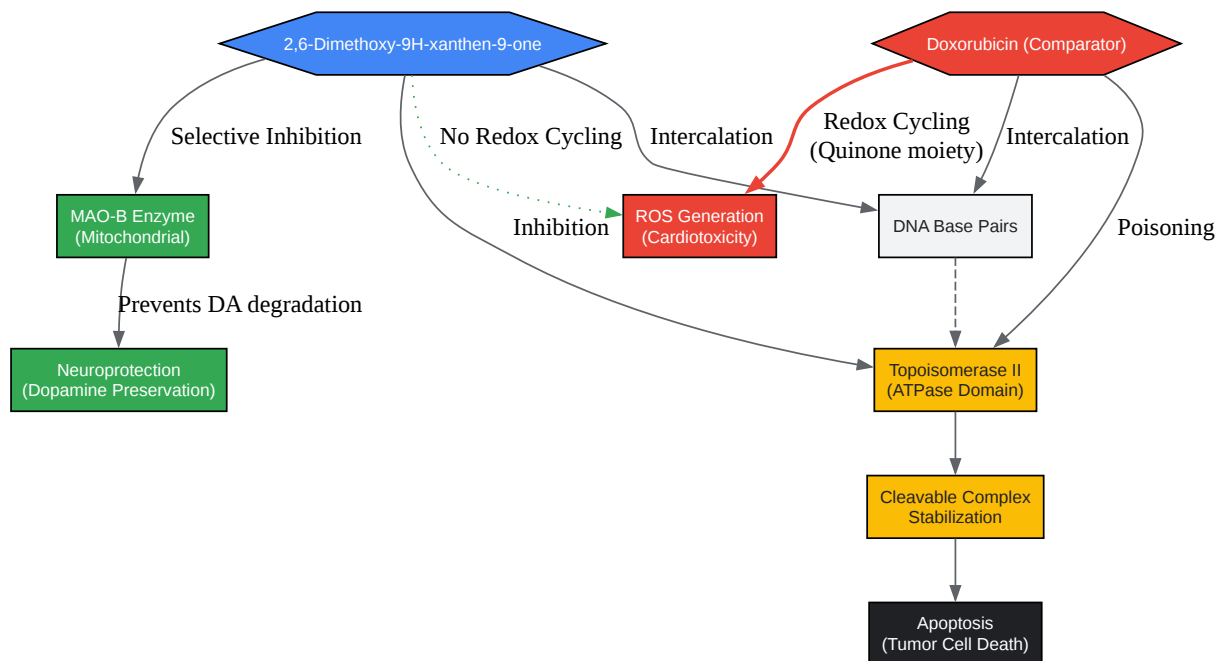 2,6-Dimethoxy-9H-xanthen-9-one
Doxorubicin (Comparator)
Selective Inhibition
No Redox Cycling
Intercalation
Redox Cycling
(Quinone moiety)
Intercalation
MAO-B Enzyme
(Mitochondrial)
Inhibition
ROS Generation
(Cardiotoxicity)
DNA Base Pairs
Poisoning
Prevents DA degradation
Neuroprotection
(Dopamine Preservation)
Topoisomerase II
(ATPase Domain)
Cleavable Complex
Stabilization
Apoptosis
(Tumor Cell Death)